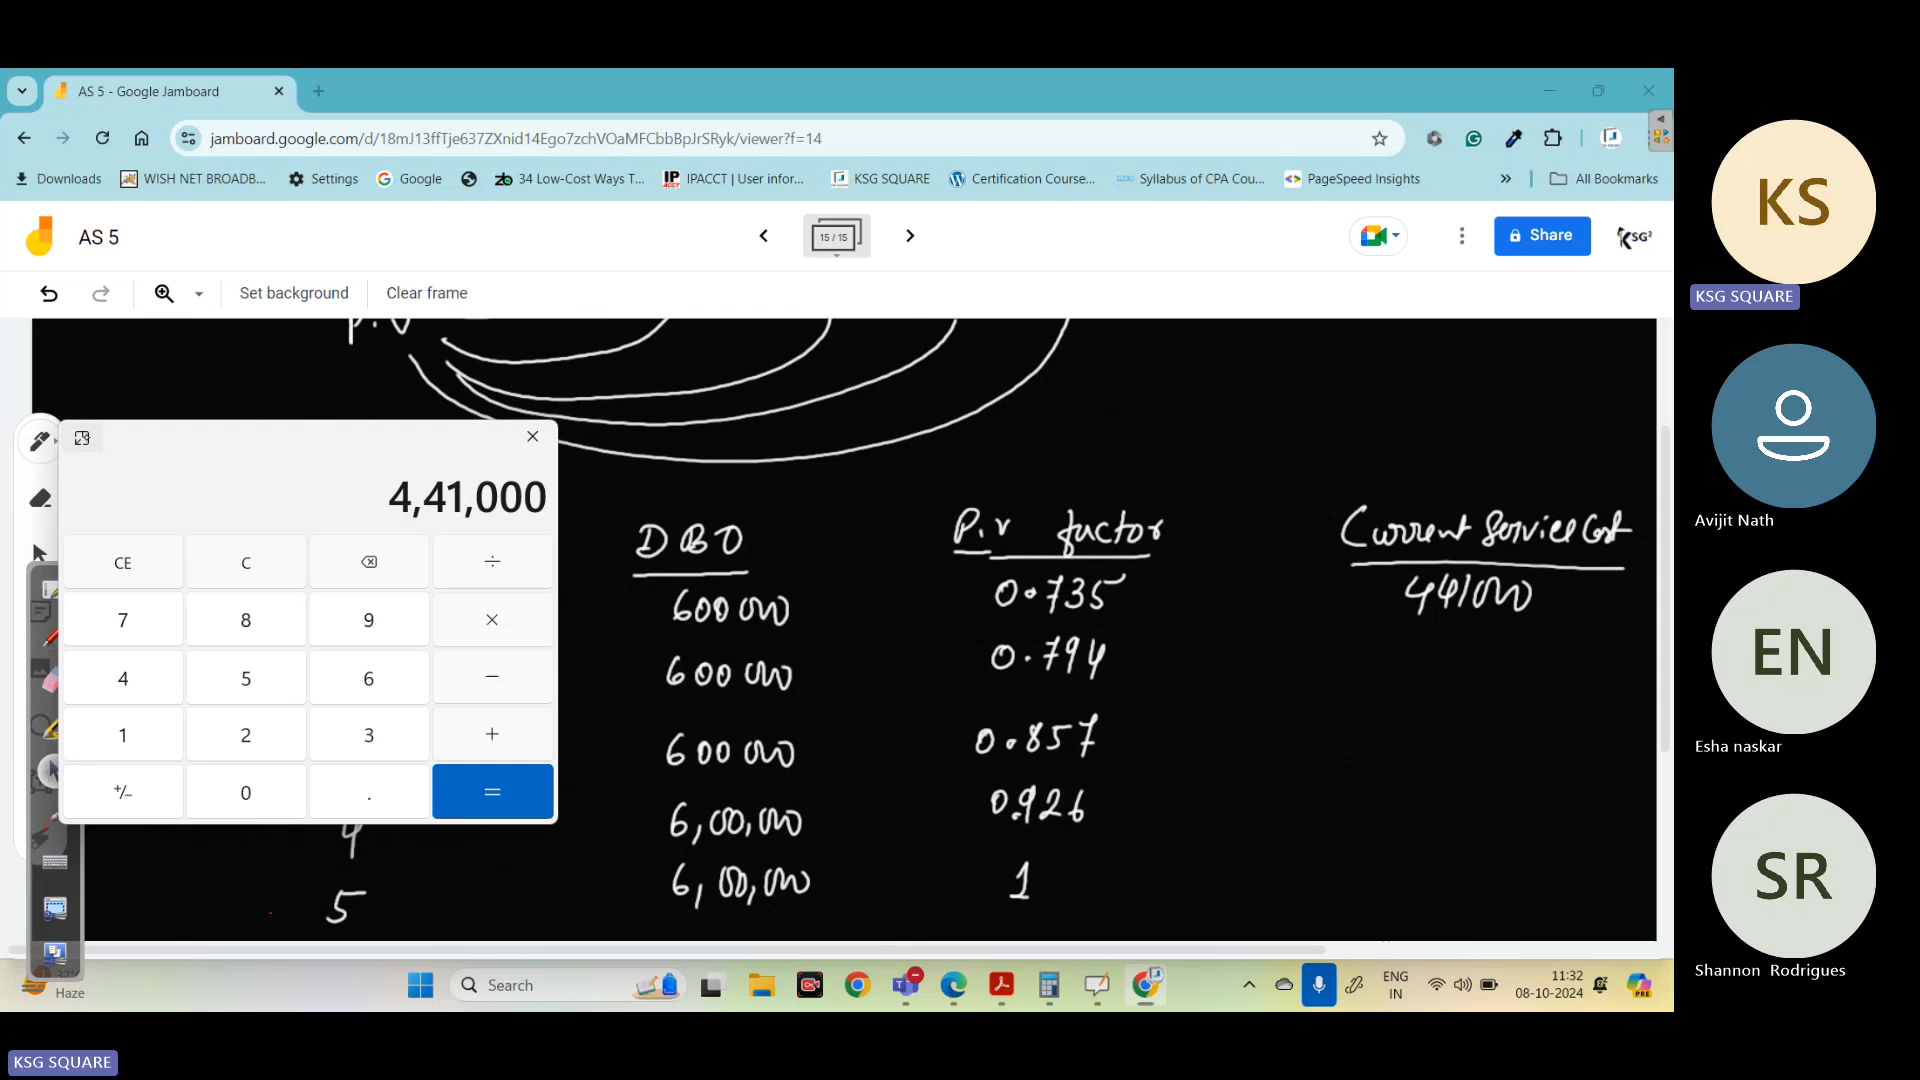 AS 5 - Google Jamboard
jamboard.google.com/d/18mJ13ffTje637ZXnid14Ego7zchVOaMFCbbBpJrSRyk/viewer?f=14
Downloads WISH NET BROADB... Settings Google 34 Low-Cost Ways T... IPACCT | User infor... KSG SQUARE Certification Course... Syllabus of CPA Cou... PageSpeed Insights » All Bookmarks
AS 5
15 / 15
Share
KSG²
Set background Clear frame
P.V
4,41,000
CE C ÷
7 8 9 ×
4 5 6 −
1 2 3 +
+/− 0 . =
DBO P.v factor Current Service Cost
600000 0.735 441000
600000 0.794
600000 0.857
4 6,00,000 0.926
5 6,00,000 1
Haze
Search
ENG
IN
11:32
08-10-2024
PRE
KS
KSG SQUARE
Avijit Nath
EN
Esha naskar
SR
Shannon Rodrigues
KSG SQUARE